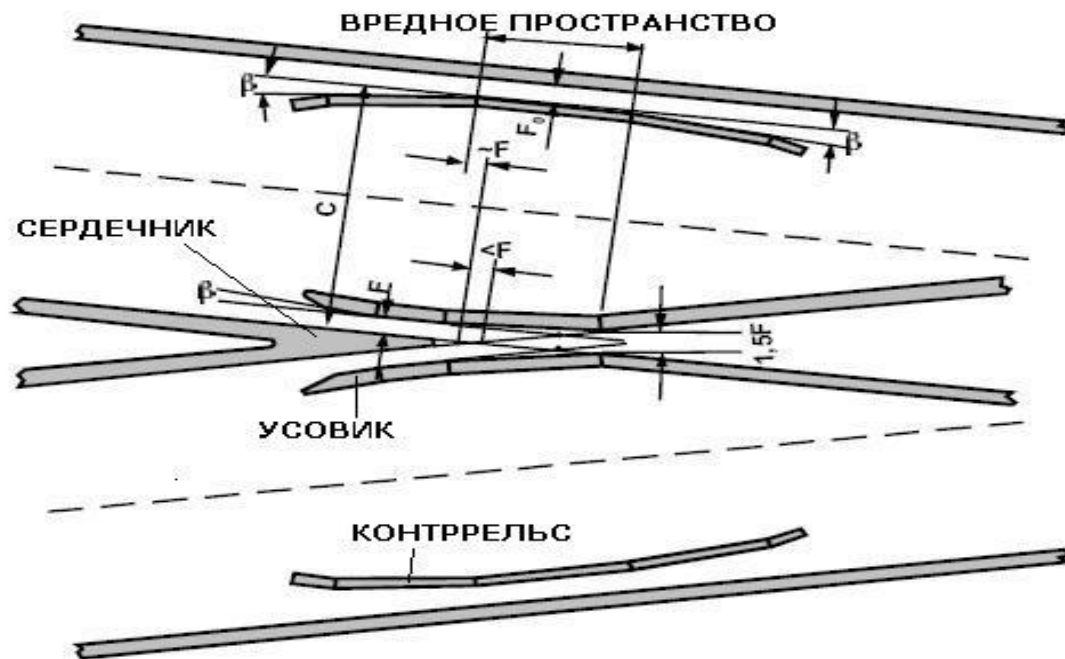 ВРЕДНОЕ ПРОСТРАНСТВО
β
F₀
β
~F
C
СЕРДЕЧНИК
<F
β
F
1,5F
УСОВИК
КОНТРРЕЛЬС